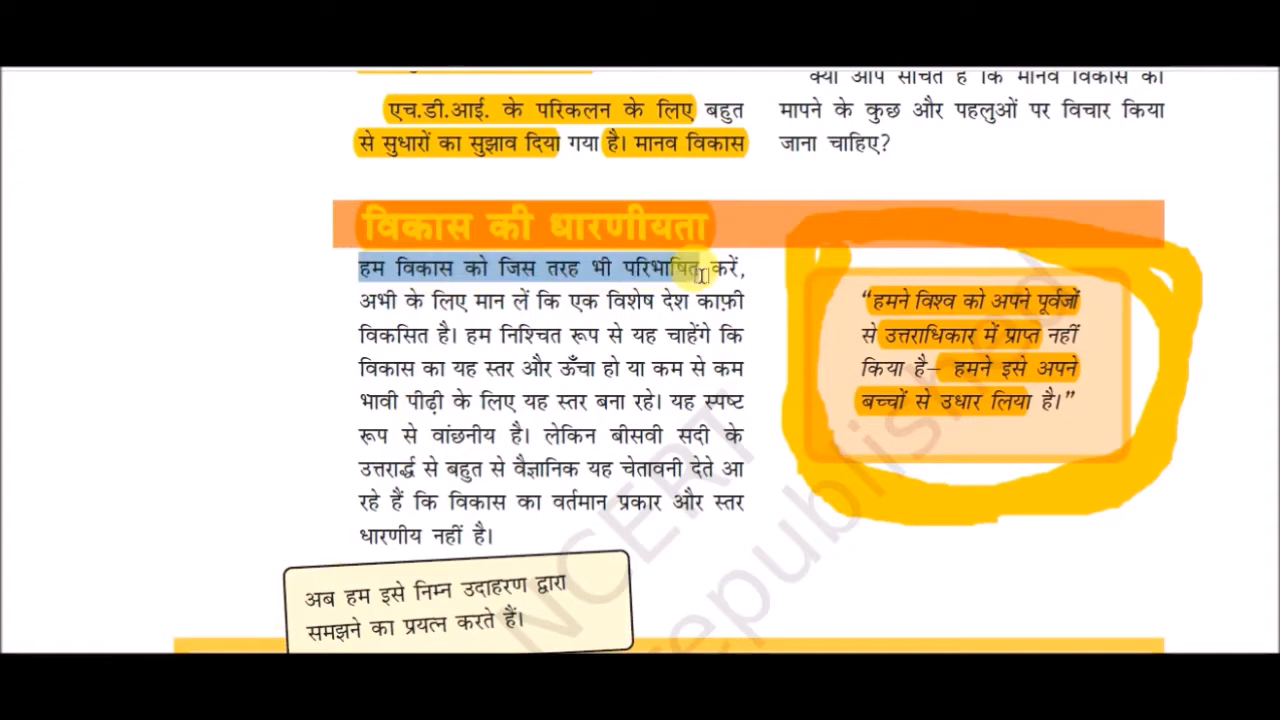 एच.डी.आई. के परिकलन के लिए बहुत
से सुधारों का सुझाव दिया गया है। मानव विकास
क्या आप सोचते हैं कि मानव विकास को
मापने के कुछ और पहलुओं पर विचार किया
जाना चाहिए?
विकास की धारणीयता
हम विकास को जिस तरह भी परिभाषित करें,
अभी के लिए मान लें कि एक विशेष देश काफ़ी
विकसित है। हम निश्चित रूप से यह चाहेंगे कि
विकास का यह स्तर और ऊँचा हो या कम से कम
भावी पीढ़ी के लिए यह स्तर बना रहे। यह स्पष्ट
रूप से वांछनीय है। लेकिन बीसवी सदी के
उत्तरार्द्ध से बहुत से वैज्ञानिक यह चेतावनी देते आ
रहे हैं कि विकास का वर्तमान प्रकार और स्तर
धारणीय नहीं है।
“हमने विश्व को अपने पूर्वजों
से उत्तराधिकार में प्राप्त नहीं
किया है– हमने इसे अपने
बच्चों से उधार लिया है।”
अब हम इसे निम्न उदाहरण द्वारा
समझने का प्रयत्न करते हैं।
NCERT
republished